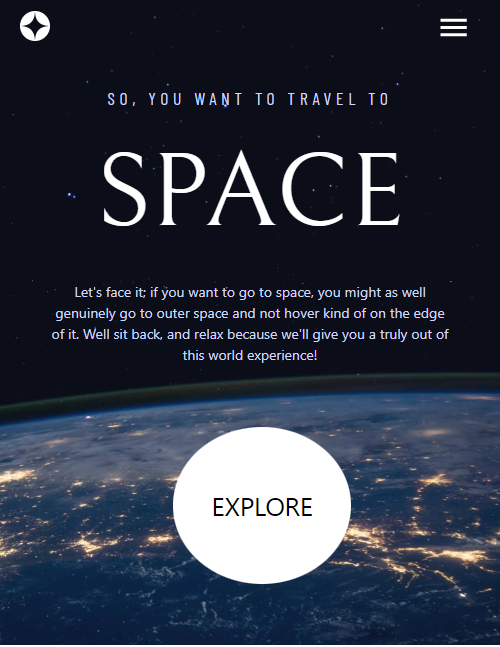 SO, YOU WANT TO TRAVEL TO
SPACE
Let's face it; if you want to go to space, you might as well
genuinely go to outer space and not hover kind of on the edge
of it. Well sit back, and relax because we'll give you a truly out of
this world experience!
EXPLORE